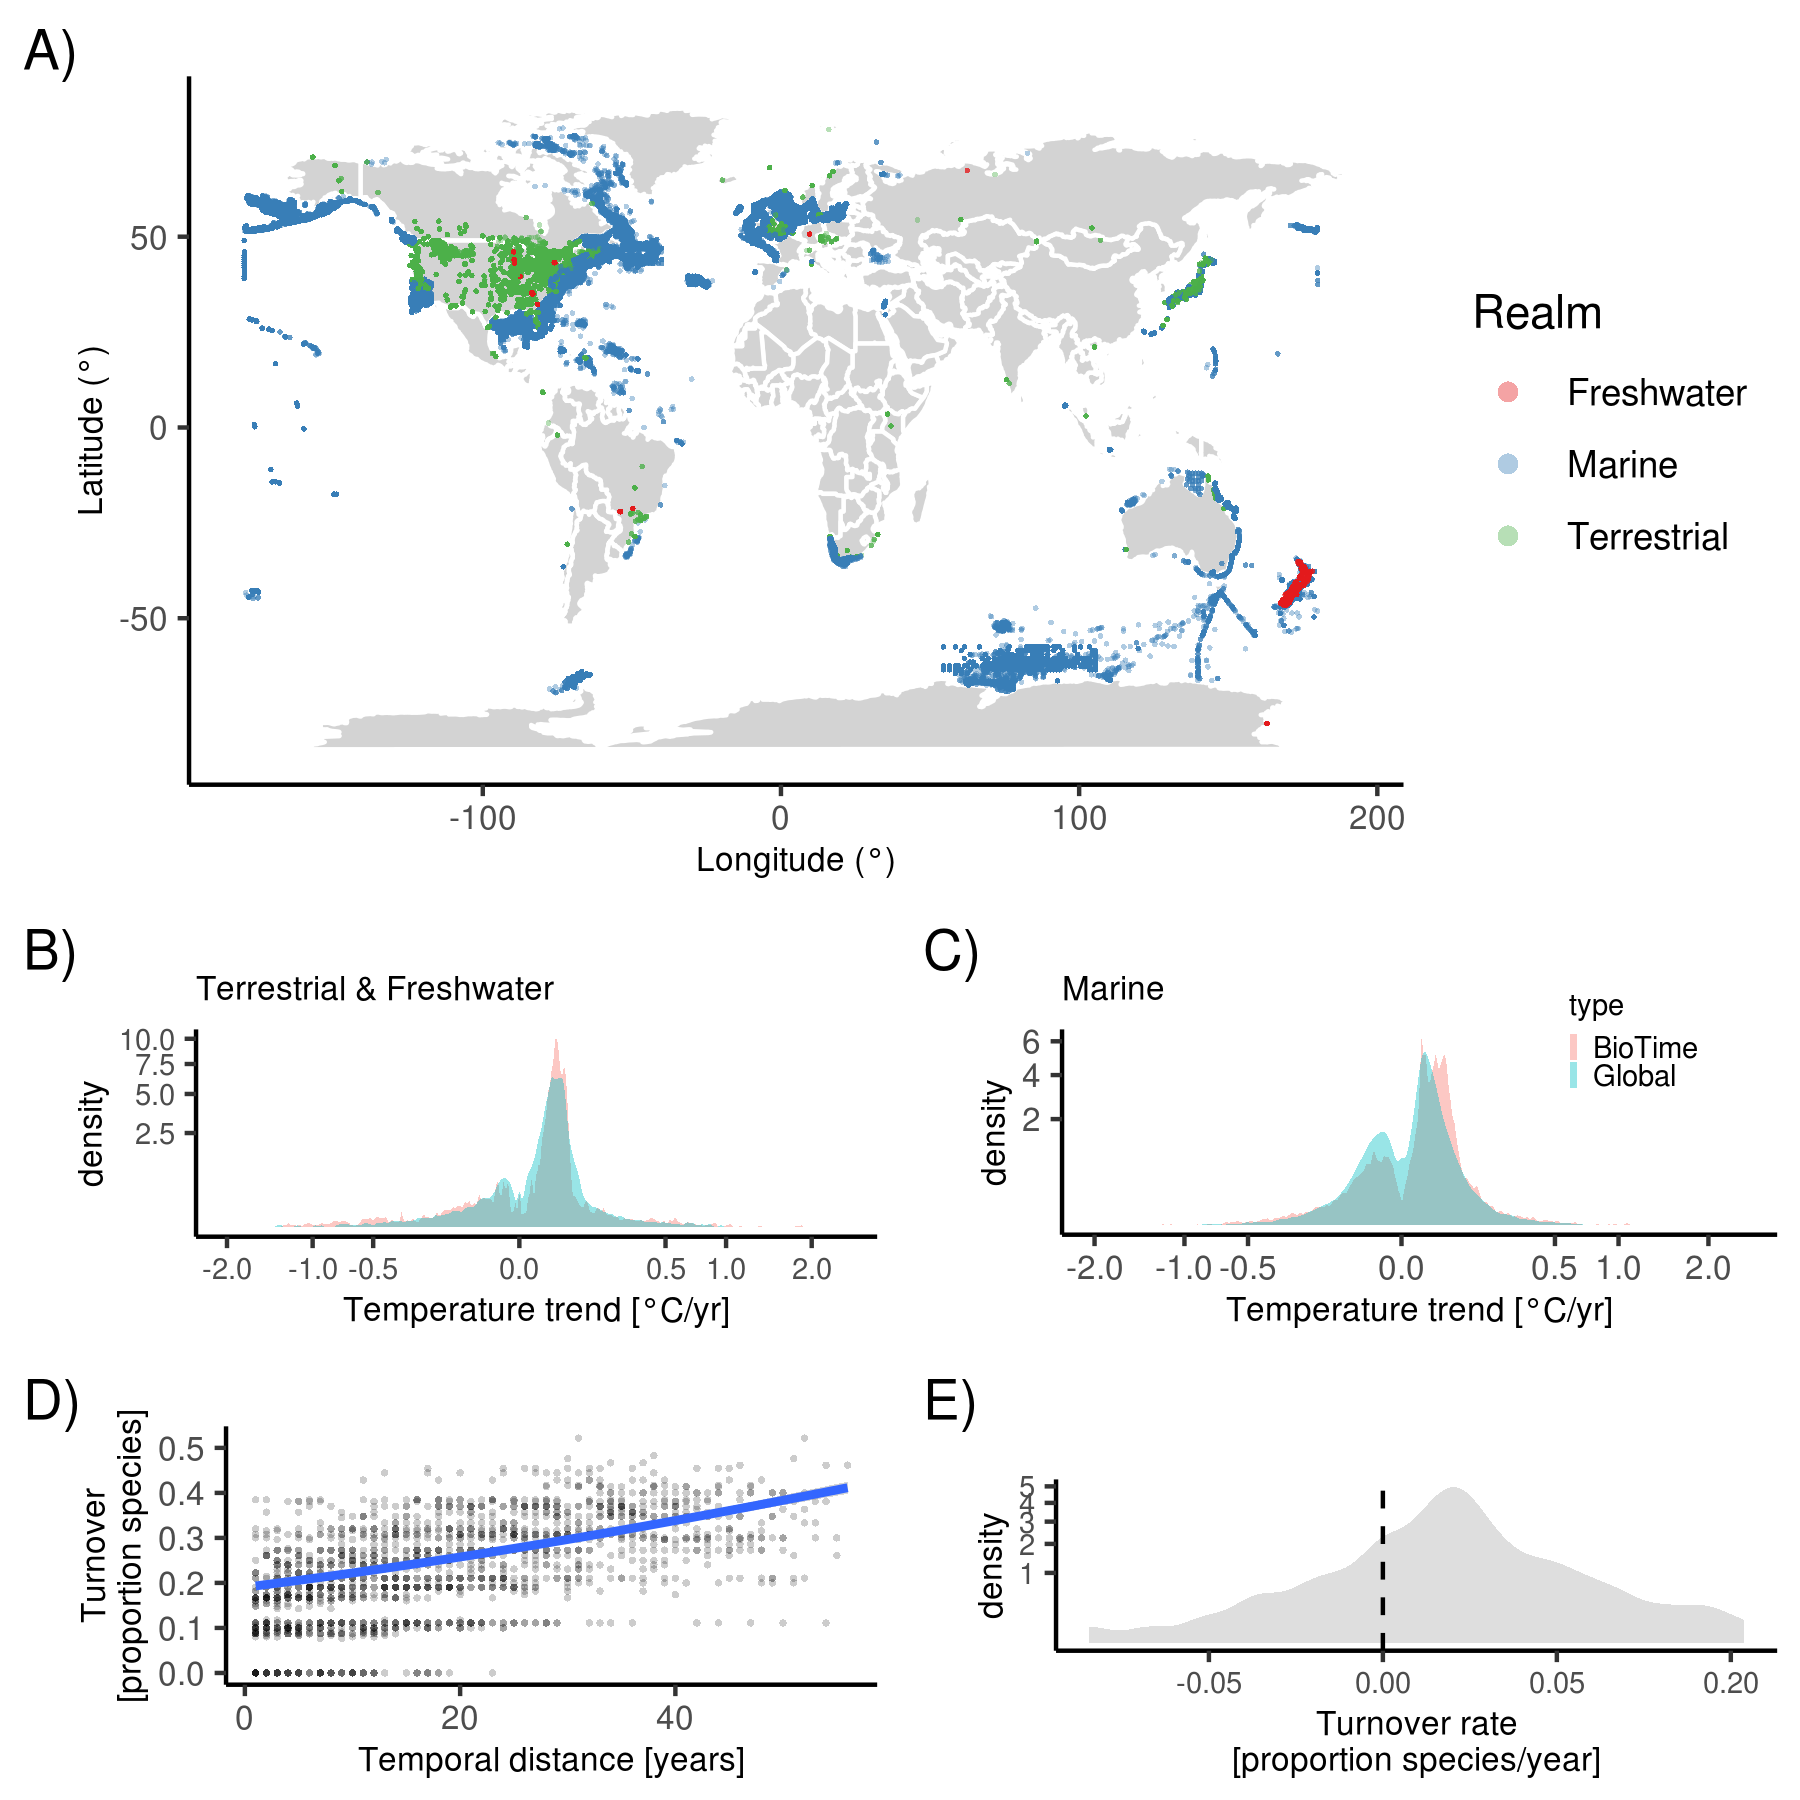 A)
50
0
-50
Latitude (°)
-100
0
100
200
Longitude (°)
Realm
Freshwater
Marine
Terrestrial
B)
Terrestrial & Freshwater
10.0
7.5
5.0
2.5
density
-2.0
-1.0
-0.5
0.0
0.5
1.0
2.0
Temperature trend [°C/yr]
C)
Marine
6
4
2
density
-2.0
-1.0
-0.5
0.0
0.5
1.0
2.0
Temperature trend [°C/yr]
type
BioTime
Global
D)
Turnover
[proportion species]
0.5
0.4
0.3
0.2
0.1
0.0
0
20
40
Temporal distance [years]
E)
5
4
3
2
1
density
-0.05
0.00
0.05
0.20
Turnover rate
[proportion species/year]